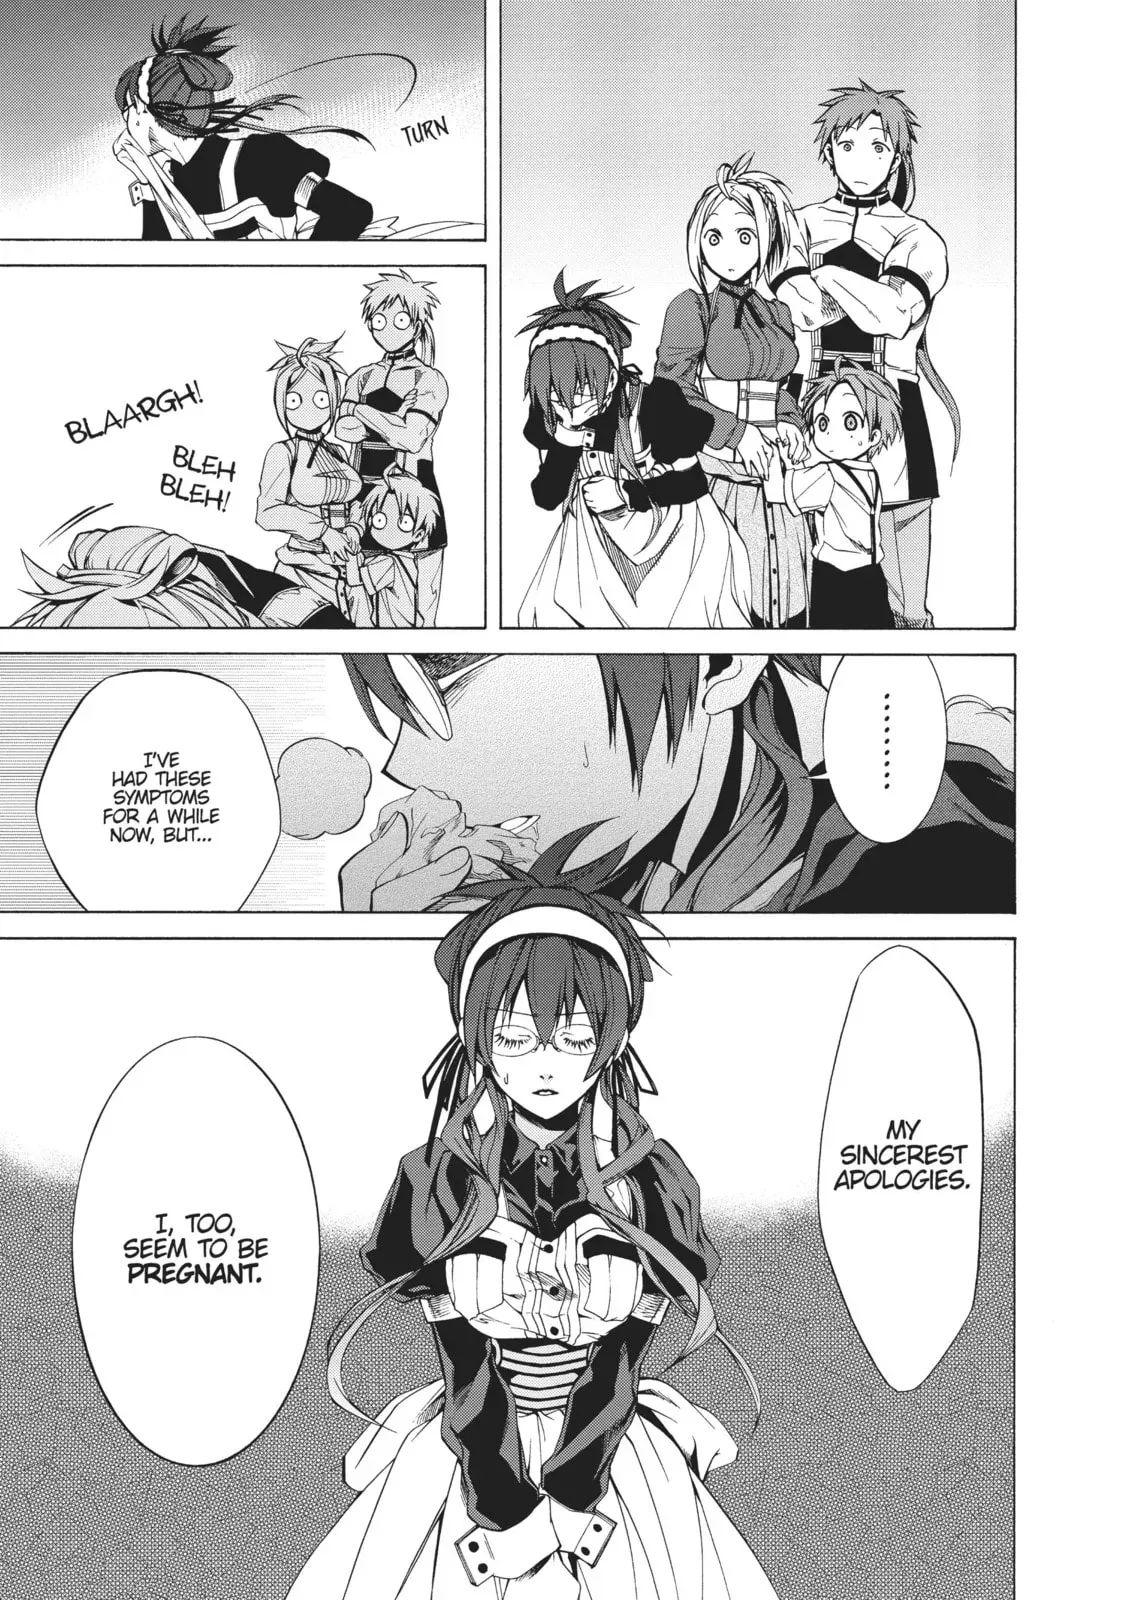 TURN
BLAARGH!
BLEH
BLEH!
.........
I'VE
HAD THESE
SYMPTOMS
FOR A WHILE
NOW, BUT...
MY
SINCEREST
APOLOGIES.
I, TOO,
SEEM TO BE
PREGNANT.